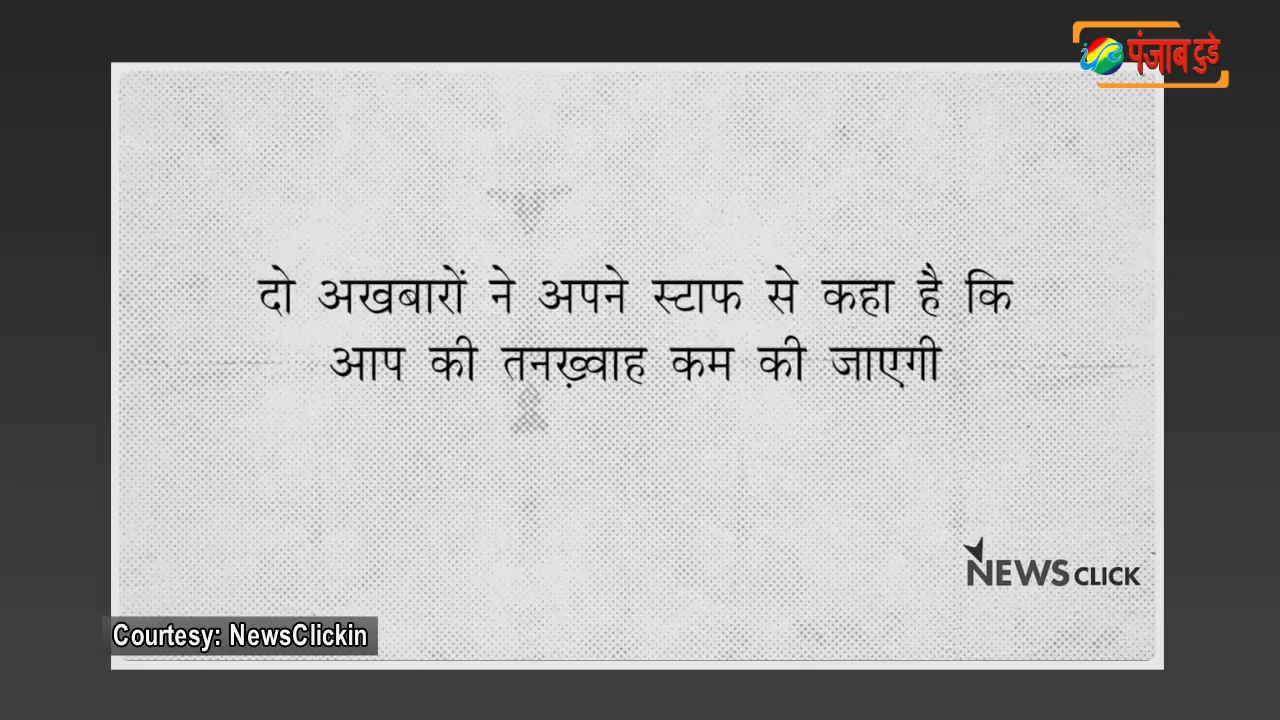 पंजाब टुडे
दो अखबारों ने अपने स्टाफ से कहा है कि
आप की तनख़्वाह कम की जाएगी
NEWS CLICK
Courtesy: NewsClickin